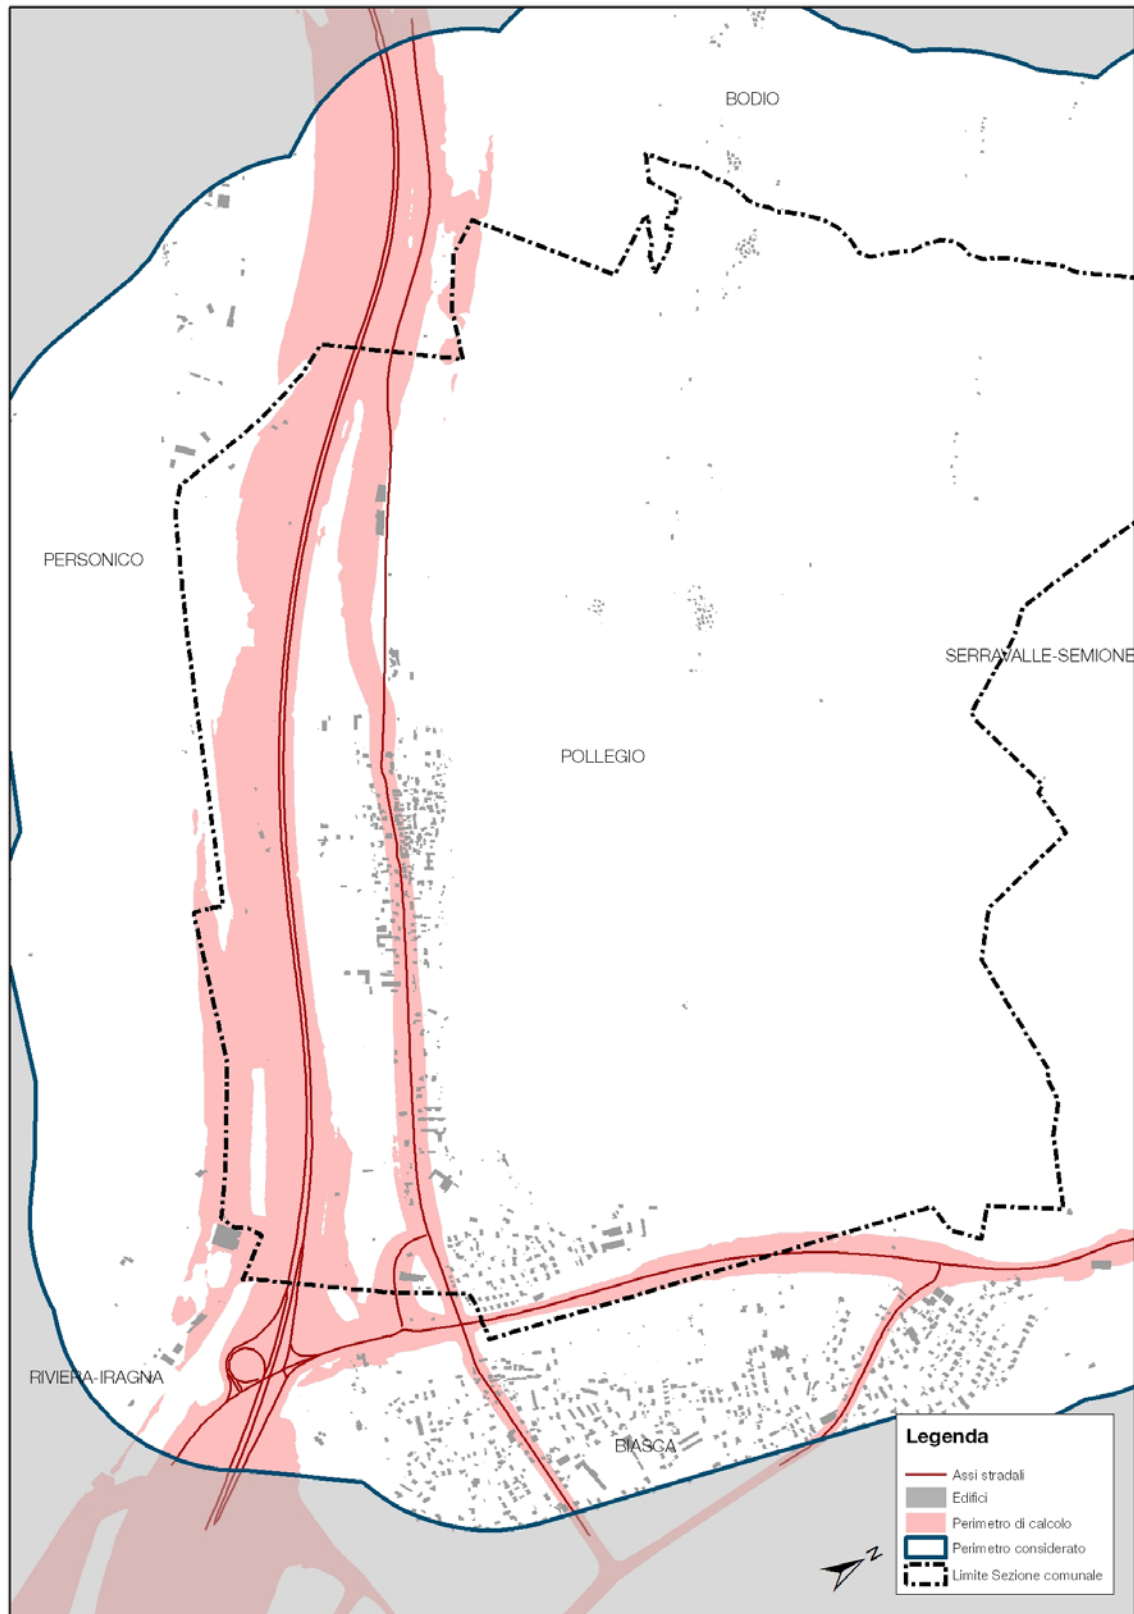 BODIO
PERSONICO
SERRAVALLE-SEMIONE
POLLEGIO
RIVIERA-IRAGNA
BIASCA
Legenda
Assi stradali
Edifici
Perimetro di calcolo
Perimetro considerato
Limite Sezione comunale
N